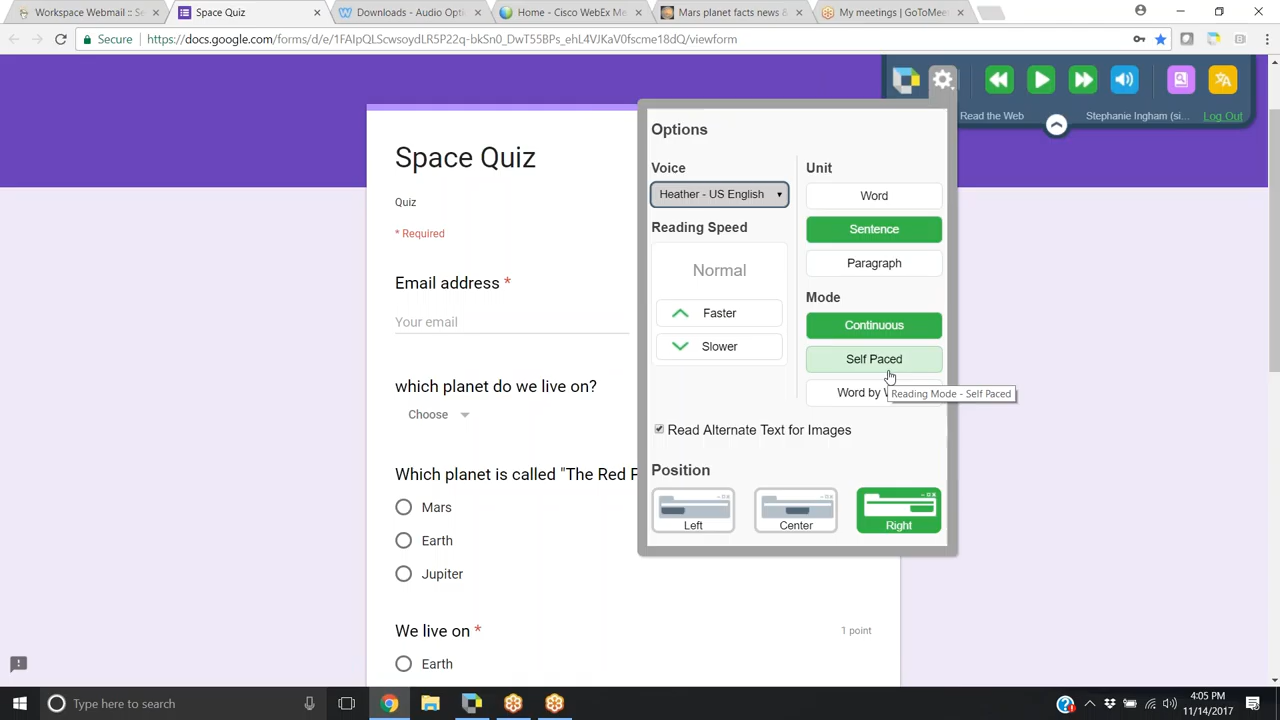 Workspace Webmail :: Se
Space Quiz
Downloads - Audio Opti
Home - Cisco WebEx M
Mars planet facts news &
My meetings | GoToMee
Secure
https://docs.google.com/forms/d/e/1FAIpQLScwsoydLR5P22q-bkSn0_DwT55BPs_ehL4VJKaV0fscme18dQ/viewform
Read the Web
Stephanie Ingham (si...
Log Out
Space Quiz
Quiz
* Required
Email address *
Your email
which planet do we live on?
Choose
Which planet is called "The Red P
Mars
Earth
Jupiter
We live on *
1 point
Earth
Options
Voice
Heather - US English
Reading Speed
Normal
Faster
Slower
Unit
Word
Sentence
Paragraph
Mode
Continuous
Self Paced
Word by W
Reading Mode - Self Paced
Read Alternate Text for Images
Position
Left
Center
Right
Type here to search
4:05 PM
11/14/2017